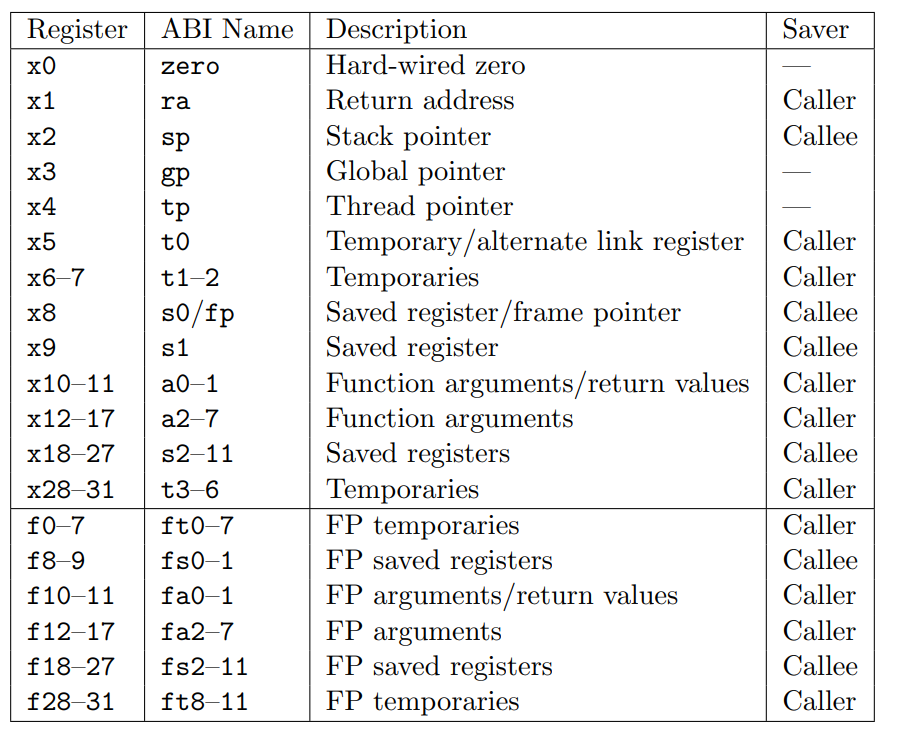 Register ABI Name Description Saver
x0 zero Hard-wired zero —
x1 ra Return address Caller
x2 sp Stack pointer Callee
x3 gp Global pointer —
x4 tp Thread pointer —
x5 t0 Temporary/alternate link register Caller
x6–7 t1–2 Temporaries Caller
x8 s0/fp Saved register/frame pointer Callee
x9 s1 Saved register Callee
x10–11 a0–1 Function arguments/return values Caller
x12–17 a2–7 Function arguments Caller
x18–27 s2–11 Saved registers Callee
x28–31 t3–6 Temporaries Caller
f0–7 ft0–7 FP temporaries Caller
f8–9 fs0–1 FP saved registers Callee
f10–11 fa0–1 FP arguments/return values Caller
f12–17 fa2–7 FP arguments Caller
f18–27 fs2–11 FP saved registers Callee
f28–31 ft8–11 FP temporaries Caller